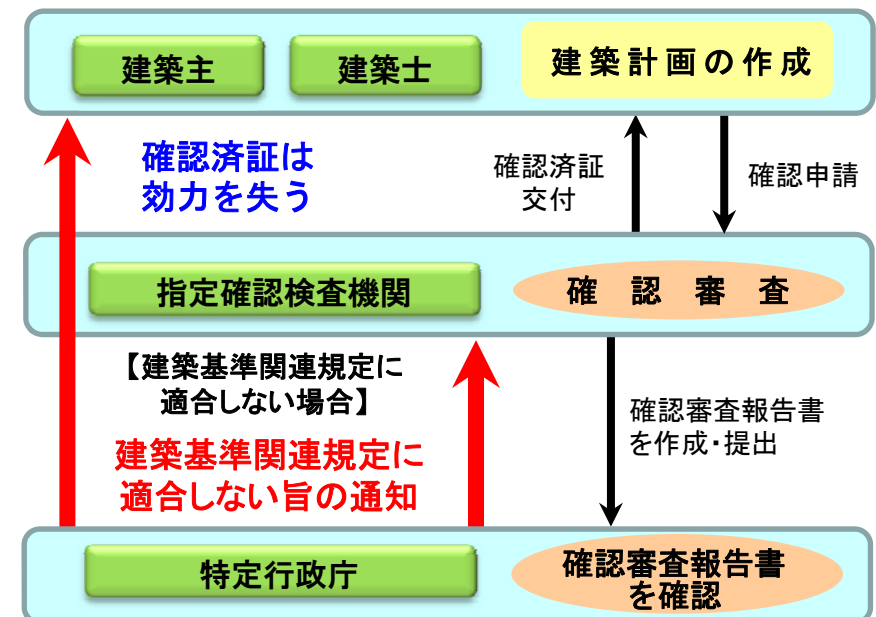 建築主
建築士
建築計画の作成
確認済証は
効力を失う
確認済証
交付
確認申請
指定確認検査機関
確認審査
【建築基準関連規定に
適合しない場合】
建築基準関連規定に
適合しない旨の通知
確認審査報告書
を作成・提出
特定行政庁
確認審査報告書
を確認